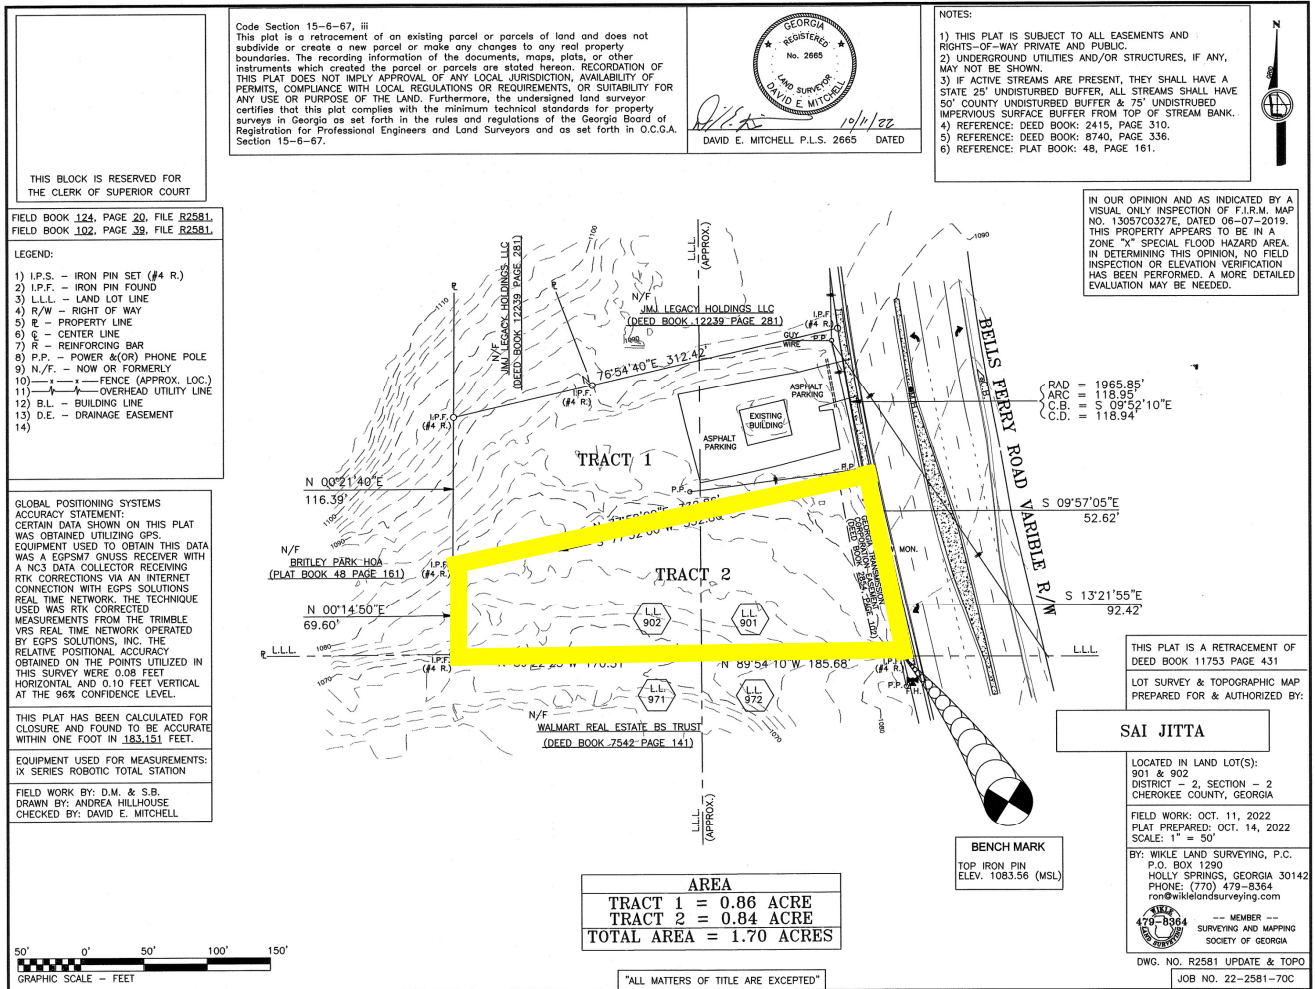 Code Section 15-6-67, iii
This plat is a retracement of an existing parcel or parcels of land and does not
subdivide or create a new parcel or make any changes to any real property
boundaries. The recording information of the documents, maps, plats, or other
instruments which created the parcel or parcels are stated hereon. RECORDATION OF
THIS PLAT DOES NOT IMPLY APPROVAL OF ANY LOCAL JURISDICTION, AVAILABILITY OF
PERMITS, COMPLIANCE WITH LOCAL REGULATIONS OR REQUIREMENTS, OR SUITABILITY FOR
ANY USE OR PURPOSE OF THE LAND. Furthermore, the undersigned land surveyor
certifies that this plat complies with the minimum technical standards for property
surveys in Georgia as set forth in the rules and regulations of the Georgia Board of
Registration for Professional Engineers and Land Surveyors and as set forth in O.C.G.A.
Section 15-6-67.
GEORGIA
REGISTERED
No. 2665
LAND SURVEYOR
DAVID E. MITCHELL
10/11/22
DAVID E. MITCHELL P.L.S. 2665 DATED
NOTES:
1) THIS PLAT IS SUBJECT TO ALL EASEMENTS AND
RIGHTS-OF-WAY PRIVATE AND PUBLIC.
2) UNDERGROUND UTILITIES AND/OR STRUCTURES, IF ANY,
MAY NOT BE SHOWN.
3) IF ACTIVE STREAMS ARE PRESENT, THEY SHALL HAVE A
STATE 25' UNDISTURBED BUFFER, ALL STREAMS SHALL HAVE
50' COUNTY UNDISTURBED BUFFER & 75' UNDISTRUBED
IMPERVIOUS SURFACE BUFFER FROM TOP OF STREAM BANK.
4) REFERENCE: DEED BOOK: 2415, PAGE 310.
5) REFERENCE: DEED BOOK: 8740, PAGE 336.
6) REFERENCE: PLAT BOOK: 48, PAGE 161.
N
THIS BLOCK IS RESERVED FOR
THE CLERK OF SUPERIOR COURT
FIELD BOOK 124, PAGE 20, FILE R2581.
FIELD BOOK 102, PAGE 39, FILE R2581.
LEGEND:
1) I.P.S. - IRON PIN SET (#4 R.)
2) I.P.F. - IRON PIN FOUND
3) L.L.L. - LAND LOT LINE
4) R/W - RIGHT OF WAY
5) ⅊ - PROPERTY LINE
6) ℄ - CENTER LINE
7) R - REINFORCING BAR
8) P.P. - POWER &(OR) PHONE POLE
9) N./F. - NOW OR FORMERLY
10) —x—x— FENCE (APPROX. LOC.)
11) OVERHEAD UTILITY LINE
12) B.L. - BUILDING LINE
13) D.E. - DRAINAGE EASEMENT
14)
GLOBAL POSITIONING SYSTEMS
ACCURACY STATEMENT:
CERTAIN DATA SHOWN ON THIS PLAT
WAS OBTAINED UTILIZING GPS.
EQUIPMENT USED TO OBTAIN THIS DATA
WAS A EGPSM7 GNUSS RECEIVER WITH
A NC3 DATA COLLECTOR RECEIVING
RTK CORRECTIONS VIA AN INTERNET
CONNECTION WITH EGPS SOLUTIONS
REAL TIME NETWORK. THE TECHNIQUE
USED WAS RTK CORRECTED
MEASUREMENTS FROM THE TRIMBLE
VRS REAL TIME NETWORK OPERATED
BY EGPS SOLUTIONS, INC. THE
RELATIVE POSITIONAL ACCURACY
OBTAINED ON THE POINTS UTILIZED IN
THIS SURVEY WERE 0.08 FEET
HORIZONTAL AND 0.10 FEET VERTICAL
AT THE 96% CONFIDENCE LEVEL.
THIS PLAT HAS BEEN CALCULATED FOR
CLOSURE AND FOUND TO BE ACCURATE
WITHIN ONE FOOT IN 183,151 FEET.
EQUIPMENT USED FOR MEASUREMENTS:
iX SERIES ROBOTIC TOTAL STATION
FIELD WORK BY: D.M. & S.B.
DRAWN BY: ANDREA HILLHOUSE
CHECKED BY: DAVID E. MITCHELL
1110
1100
N/F
JMJ LEGACY HOLDINGS LLC
(DEED BOOK 12239 PAGE 281)
L.L.L.
(APPROX.)
N/F
JMJ LEGACY HOLDINGS LLC
(DEED BOOK 12239 PAGE 281)
1090
N 76°54'40"E 312.42'
I.P.F.
(#4 R.)
I.P.F.
(#4 R.)
I.P.F.
(#4 R.)
GUY
WIRE
P.P.
ASPHALT
PARKING
EXISTING
BUILDING
ASPHALT
PARKING
TRACT 1
P.P.
P.P.
N 00°21'40"E
116.39'
1100
1090
N/F
BRITLEY PARK HOA
(PLAT BOOK 48 PAGE 161)
I.P.F.
(#4 R.)
TRACT 2
N 00°14'50"E
69.60'
L.L.
902
L.L.
901
GEORGIA TRANSMISSION
CORPORATION EASEMENT
(DEED BOOK 2854, PAGE 102)
MON.
⅊ L.L.L.
1080
1070
I.P.F.
(#4 R.)
N 89°54'10"W 185.68'
(#4 R.)
L.L.L.
L.L.
971
L.L.
972
N/F
WALMART REAL ESTATE BS TRUST
(DEED BOOK 7542 PAGE 141)
1070
1080
P.P.
L.L.L.
(APPROX.)
1090
C.B.
BELLS FERRY ROAD VARIBLE R/W
RAD = 1965.85'
ARC = 118.95'
C.B. = S 09°52'10"E
C.D. = 118.94'
S 09°57'05"E
52.62'
S 13°21'55"E
92.42'
IN OUR OPINION AND AS INDICATED BY A
VISUAL ONLY INSPECTION OF F.I.R.M. MAP
NO. 13057C0327E, DATED 06-07-2019.
THIS PROPERTY APPEARS TO BE IN A
ZONE "X" SPECIAL FLOOD HAZARD AREA.
IN DETERMINING THIS OPINION, NO FIELD
INSPECTION OR ELEVATION VERIFICATION
HAS BEEN PERFORMED. A MORE DETAILED
EVALUATION MAY BE NEEDED.
BENCH MARK
TOP IRON PIN
ELEV. 1083.56 (MSL)
AREA
TRACT 1 = 0.86 ACRE
TRACT 2 = 0.84 ACRE
TOTAL AREA = 1.70 ACRES
"ALL MATTERS OF TITLE ARE EXCEPTED"
50' 0' 50' 100' 150'
GRAPHIC SCALE - FEET
THIS PLAT IS A RETRACEMENT OF
DEED BOOK 11753 PAGE 431
LOT SURVEY & TOPOGRAPHIC MAP
PREPARED FOR & AUTHORIZED BY:
SAI JITTA
LOCATED IN LAND LOT(S):
901 & 902
DISTRICT - 2, SECTION - 2
CHEROKEE COUNTY, GEORGIA
FIELD WORK: OCT. 11, 2022
PLAT PREPARED: OCT. 14, 2022
SCALE: 1" = 50'
BY: WIKLE LAND SURVEYING, P.C.
P.O. BOX 1290
HOLLY SPRINGS, GEORGIA 30142
PHONE: (770) 479-8364
ron@wiklelandsurveying.com
WIKLE
479-8364
LAND SURVEYING
-- MEMBER --
SURVEYING AND MAPPING
SOCIETY OF GEORGIA
DWG. NO. R2581 UPDATE & TOPO
JOB NO. 22-2581-70C